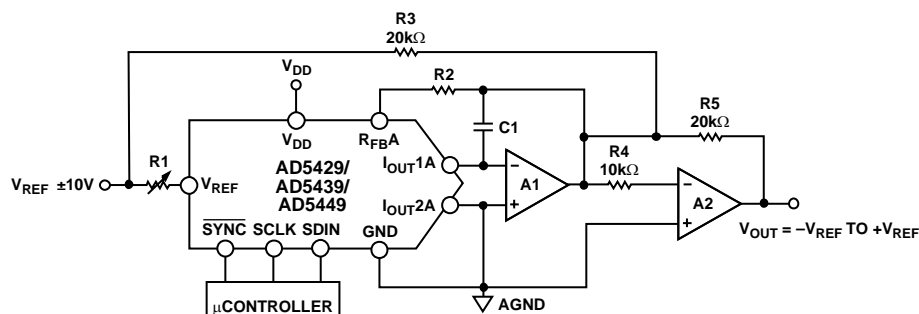 R3
20kΩ
VDD
R2
R5
20kΩ
C1
VDD
RFBA
R1
IOUT1A
R4
10kΩ
AD5429/
AD5439/
AD5449
A1
VREF ±10V
VREF
IOUT2A
A2
SYNC SCLK SDIN GND
VOUT = –VREF TO +VREF
µCONTROLLER
AGND